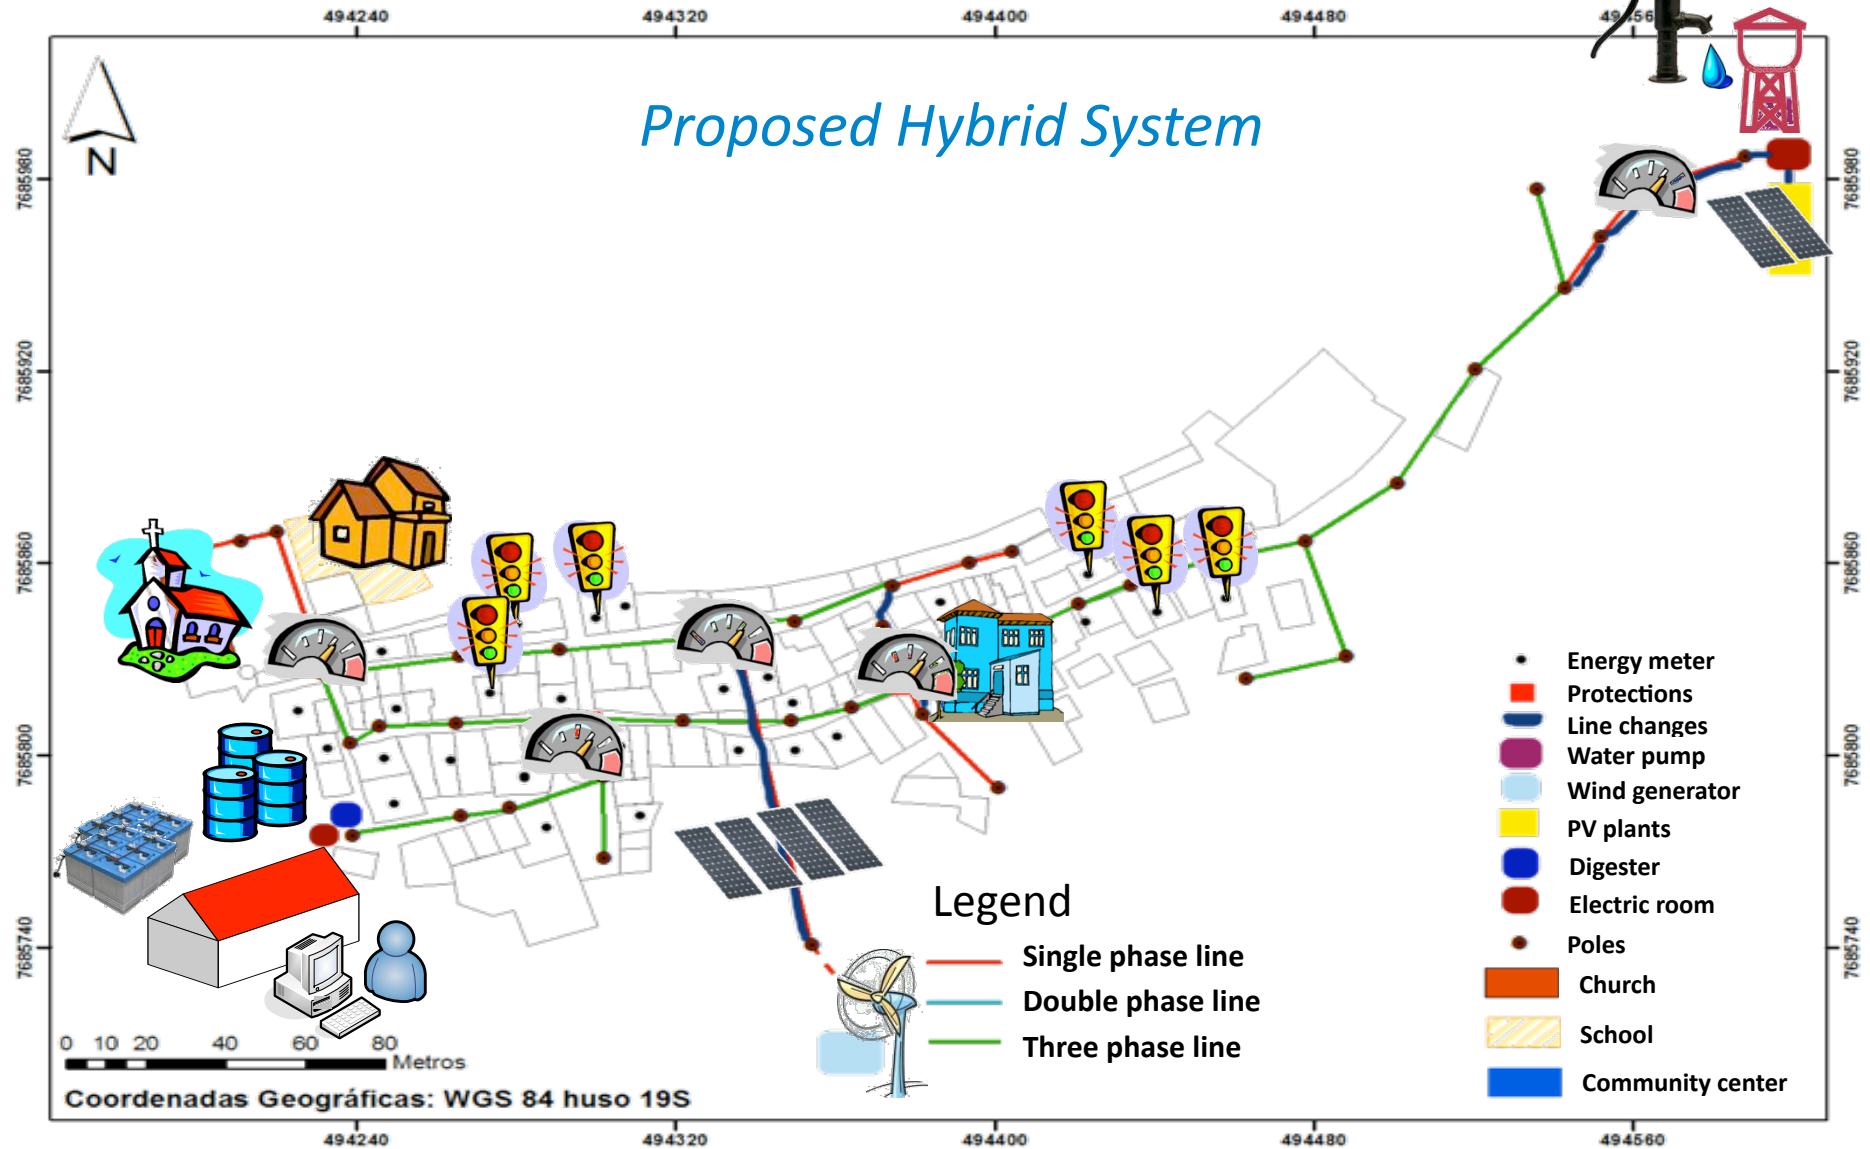 494240 494320 494400 494480 494560
Proposed Hybrid System
N
7685980 7685980
7685920 7685920
7685860 7685860
7685800 7685800
7685740 7685740
Energy meter
Protections
Line changes
Water pump
Wind generator
PV plants
Digester
Electric room
Poles
Church
School
Community center
Legend
Single phase line
Double phase line
Three phase line
0 10 20 40 60 80
Metros
Coordenadas Geográficas: WGS 84 huso 19S
494240 494320 494400 494480 494560